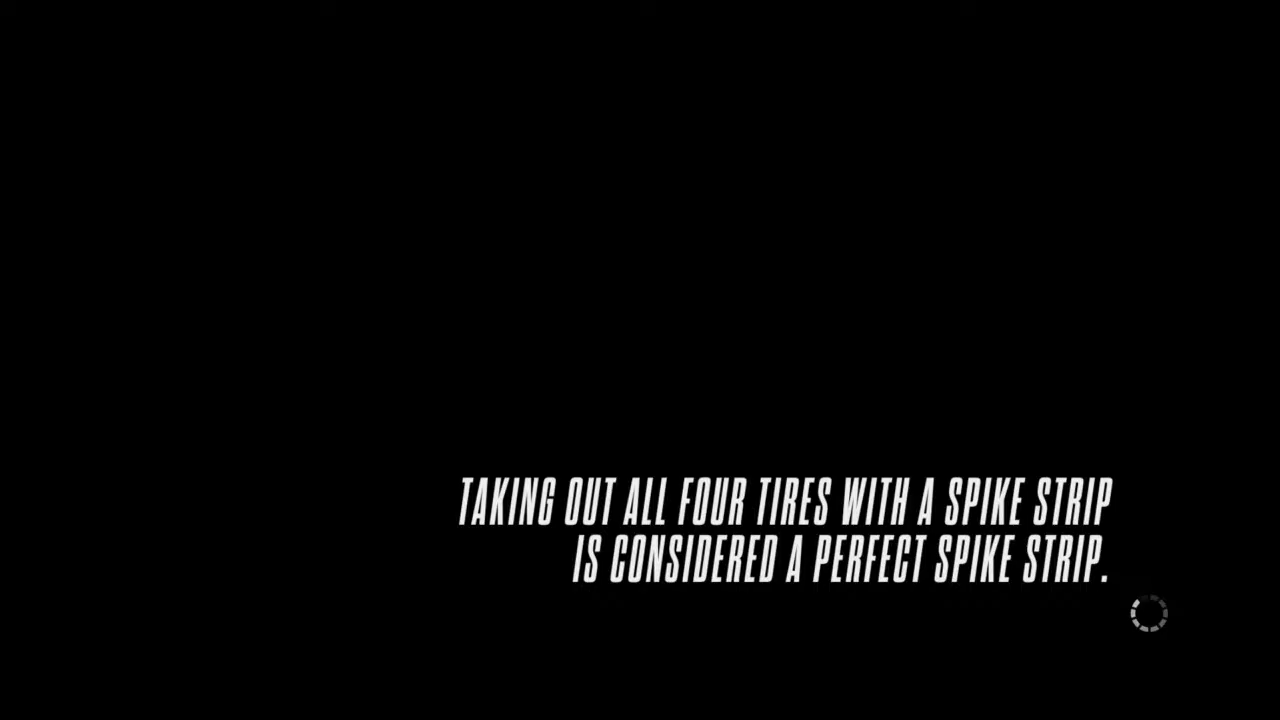 TAKING OUT ALL FOUR TIRES WITH A SPIKE STRIP
IS CONSIDERED A PERFECT SPIKE STRIP.